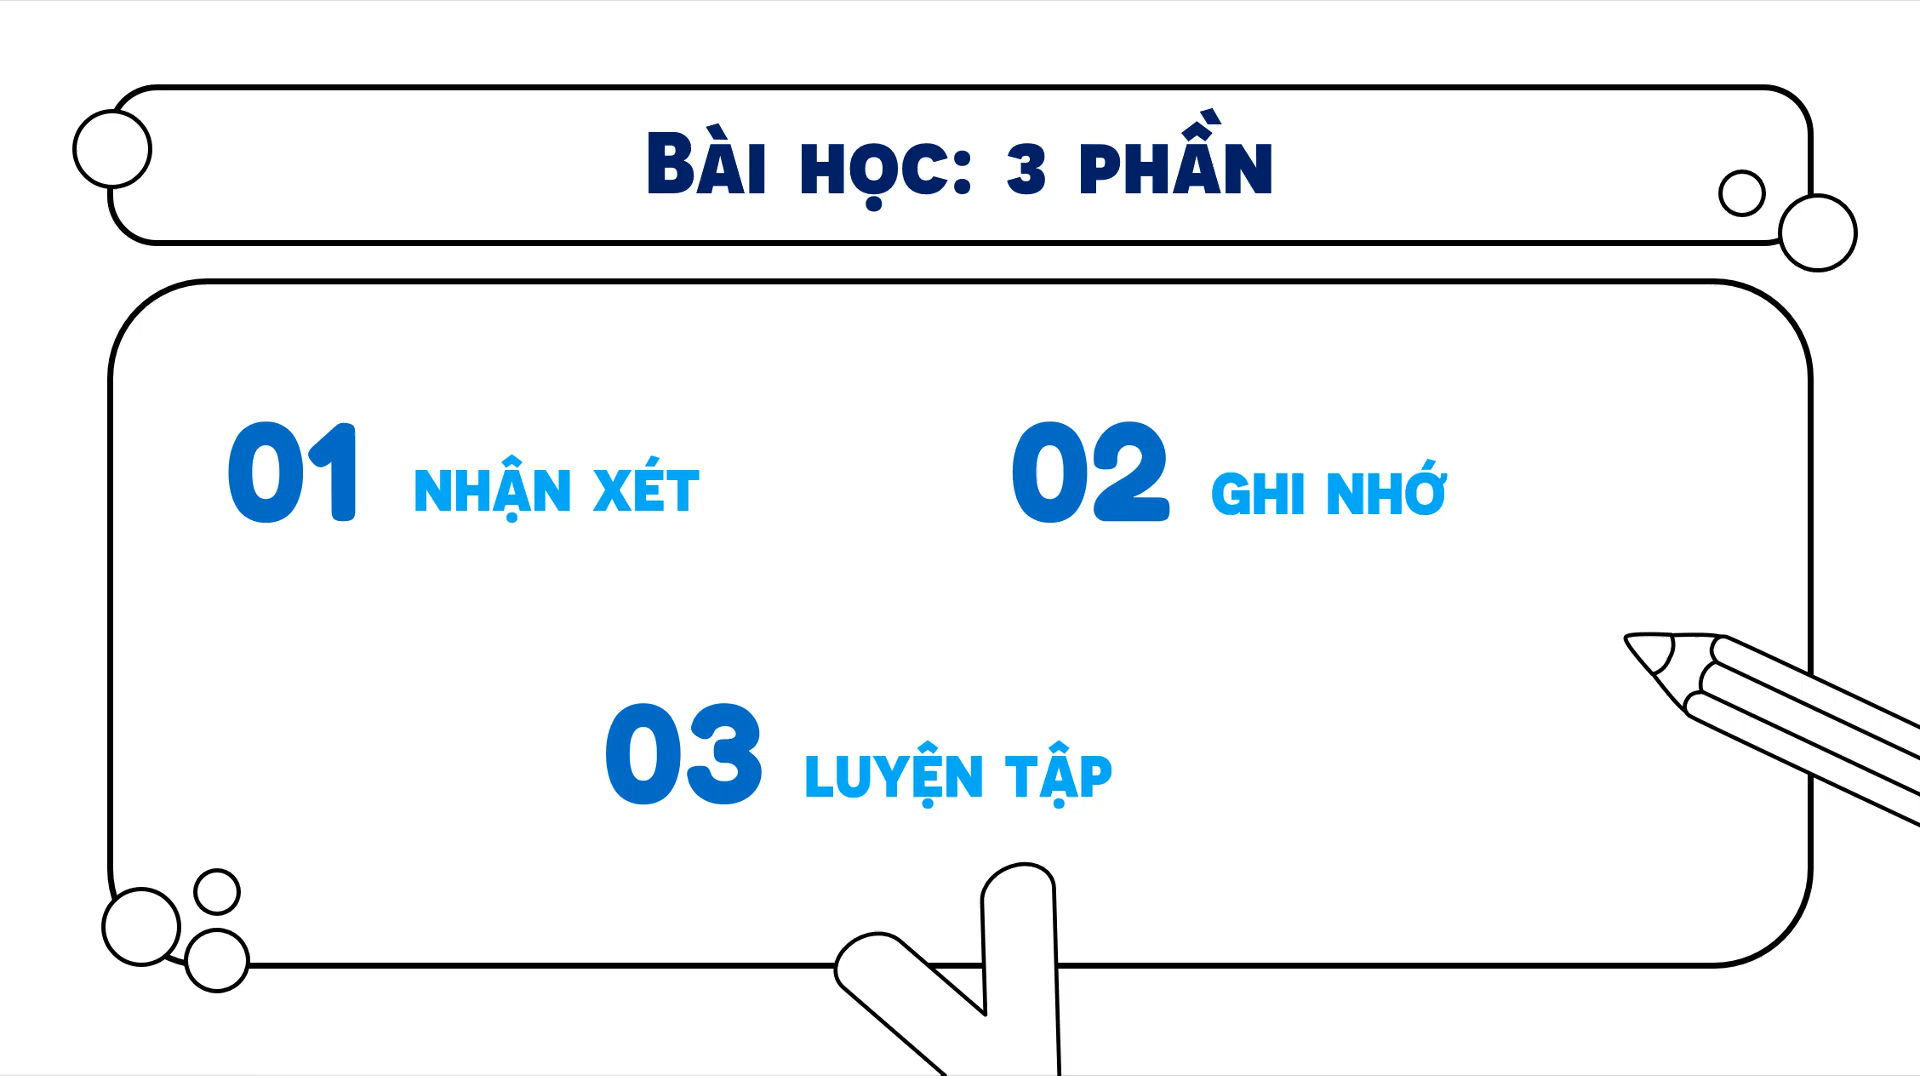 Bài học: 3 phần
01 NHẬN XÉT
02 GHI NHỚ
03 LUYỆN TẬP